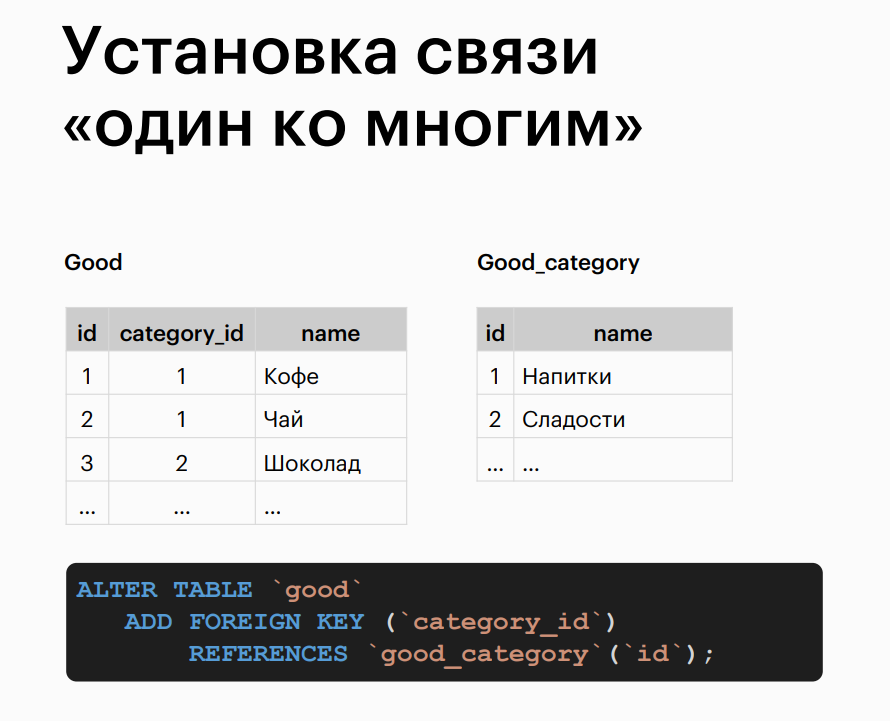 Установка связи
«один ко многим»
Good
id category_id name
1 1 Кофе
2 1 Чай
3 2 Шоколад
... ... ...
Good_category
id name
1 Напитки
2 Сладости
... ...
ALTER TABLE `good`
ADD FOREIGN KEY (`category_id`)
REFERENCES `good_category`(`id`);